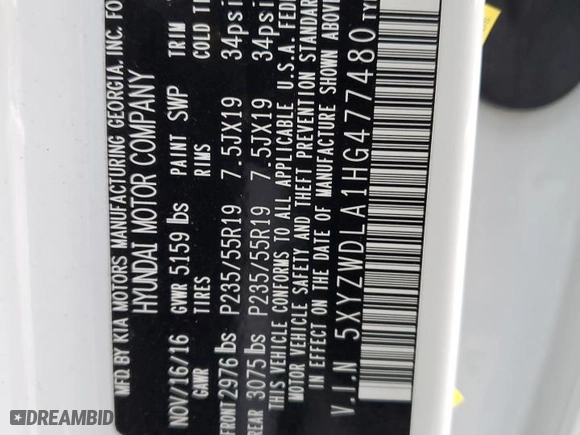 MFG.BY KIA MOTORS MANUFACTURING GEORGIA, INC. FO
HYUNDAI MOTOR COMPANY
NOV/16/16 GVWR 5159 lbs PAINT SWP TRIM
GAWR TIRES RIMS COLD TI
FRONT 2976 lbs P235/55R19 7.5JX19 34psi
REAR 3075 lbs P235/55R19 7.5JX19 34psi
THIS VEHICLE CONFORMS TO ALL APPLICABLE U.S.A. FEDE
MOTOR VEHICLE SAFETY AND THEFT PREVENTION STANDAR
EFFECT ON THE DATE OF MANUFACTURE SHOWN ABOVE
V.I.N 5XYZWDLA1HG477480 TY
DREAMBID